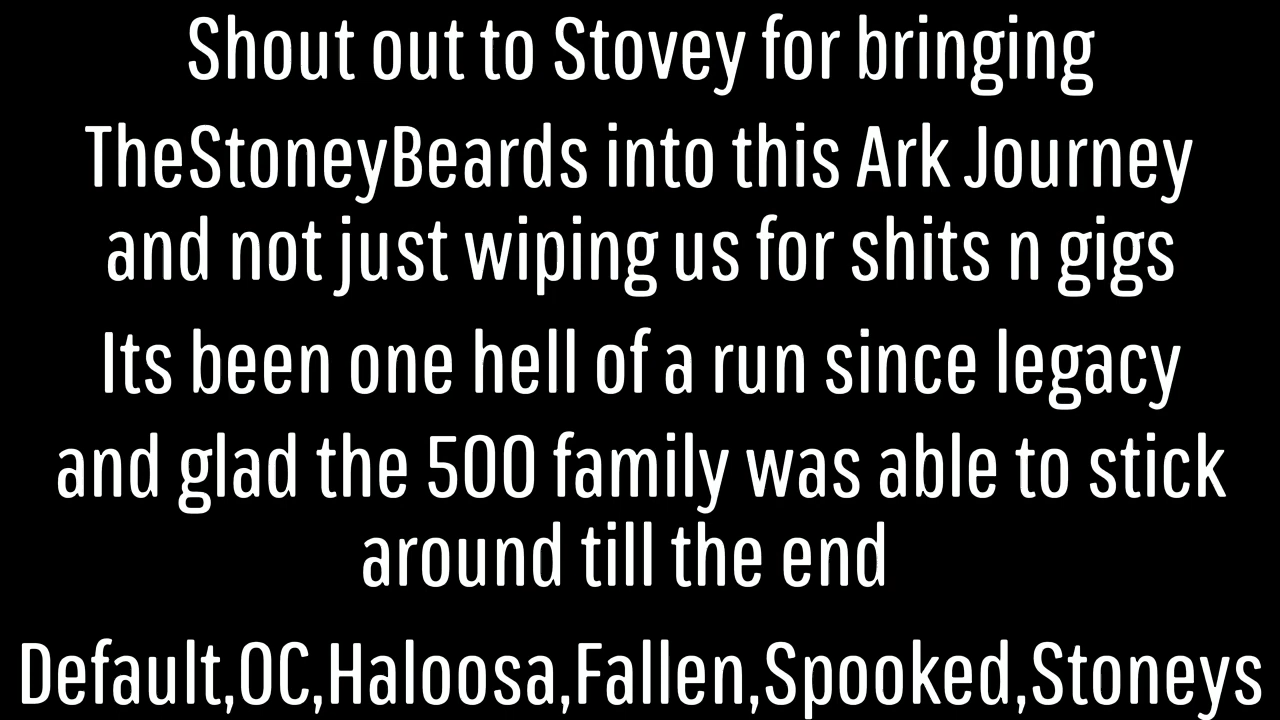 Shout out to Stovey for bringing
TheStoneyBeards into this Ark Journey
and not just wiping us for shits n gigs
Its been one hell of a run since legacy
and glad the 500 family was able to stick
around till the end
Default,OC,Haloosa,Fallen,Spooked,Stoneys